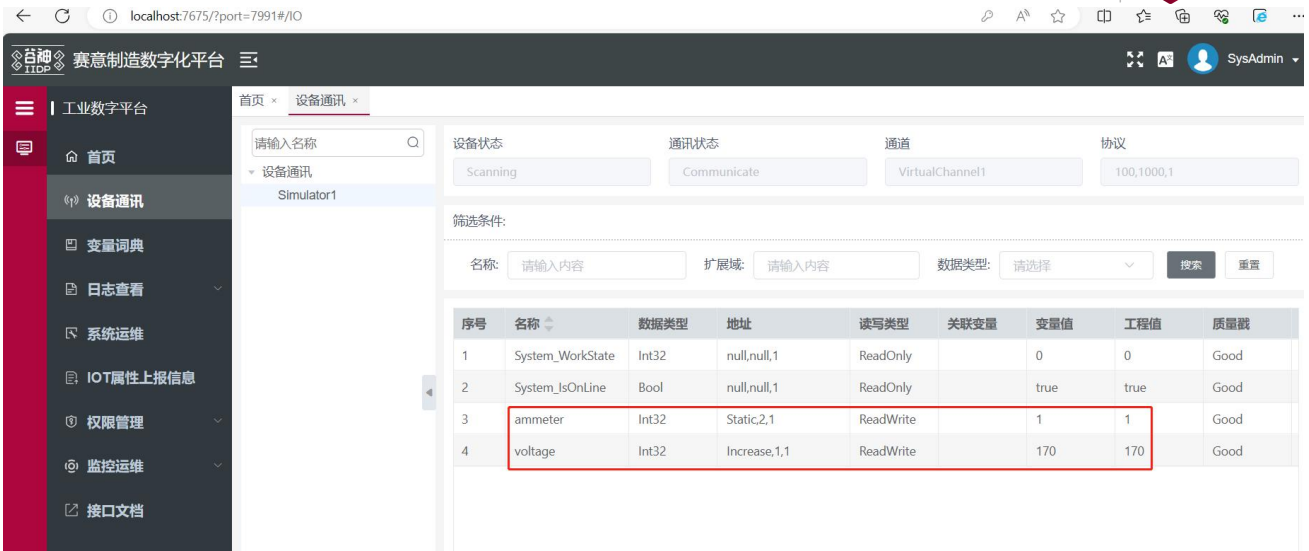 localhost:7675/?port=7991#/IO
谷神 IIDP 赛意制造数字化平台 SysAdmin
工业数字平台
首页
设备通讯
变量词典
日志查看
系统运维
IOT属性上报信息
权限管理
监控运维
接口文档
首页 × 设备通讯 ×
请输入名称
设备通讯
Simulator1
设备状态 通讯状态 通道 协议
Scanning Communicate VirtualChannel1 100,1000,1
筛选条件:
名称: 请输入内容 扩展域: 请输入内容 数据类型: 请选择 搜索 重置
序号 名称 数据类型 地址 读写类型 关联变量 变量值 工程值 质量戳
1 System_WorkState Int32 null,null,1 ReadOnly 0 0 Good
2 System_IsOnLine Bool null,null,1 ReadOnly true true Good
3 ammeter Int32 Static,2,1 ReadWrite 1 1 Good
4 voltage Int32 Increase,1,1 ReadWrite 170 170 Good